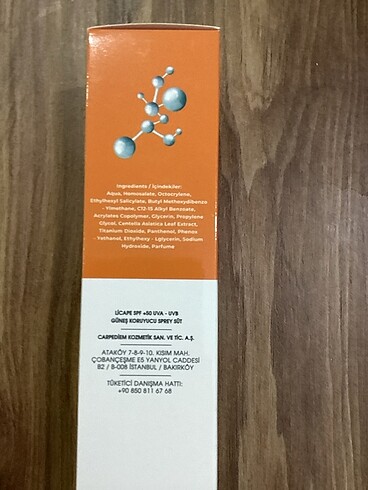 Ingredients / İçindekiler:
Aqua, Homosalate, Octocrylene,
Ethylhexyl Salicylate, Butyl Methoxydibenzo
- Yimethane, C12-15 Alkyl Benzoate,
Acrylates Copolymer, Glycerin, Propylene
Glycol, Centella Asiatica Leaf Extract,
Titanium Dioxide, Panthenol, Phenox
- Yethanol, Ethylhexy - Lglycerin, Sodium
Hydroxide, Parfume
LİCAPE SPF +50 UVA - UVB
GÜNEŞ KORUYUCU SPREY SÜT
CARPEDİEM KOZMETİK SAN. VE TİC. A.Ş.
ATAKÖY 7-8-9-10. KISIM MAH.
ÇOBANÇEŞME E5 YANYOL CADDESİ
B2 / B-008 İSTANBUL / BAKIRKÖY
TÜKETİCİ DANIŞMA HATTI:
+90 850 811 67 68